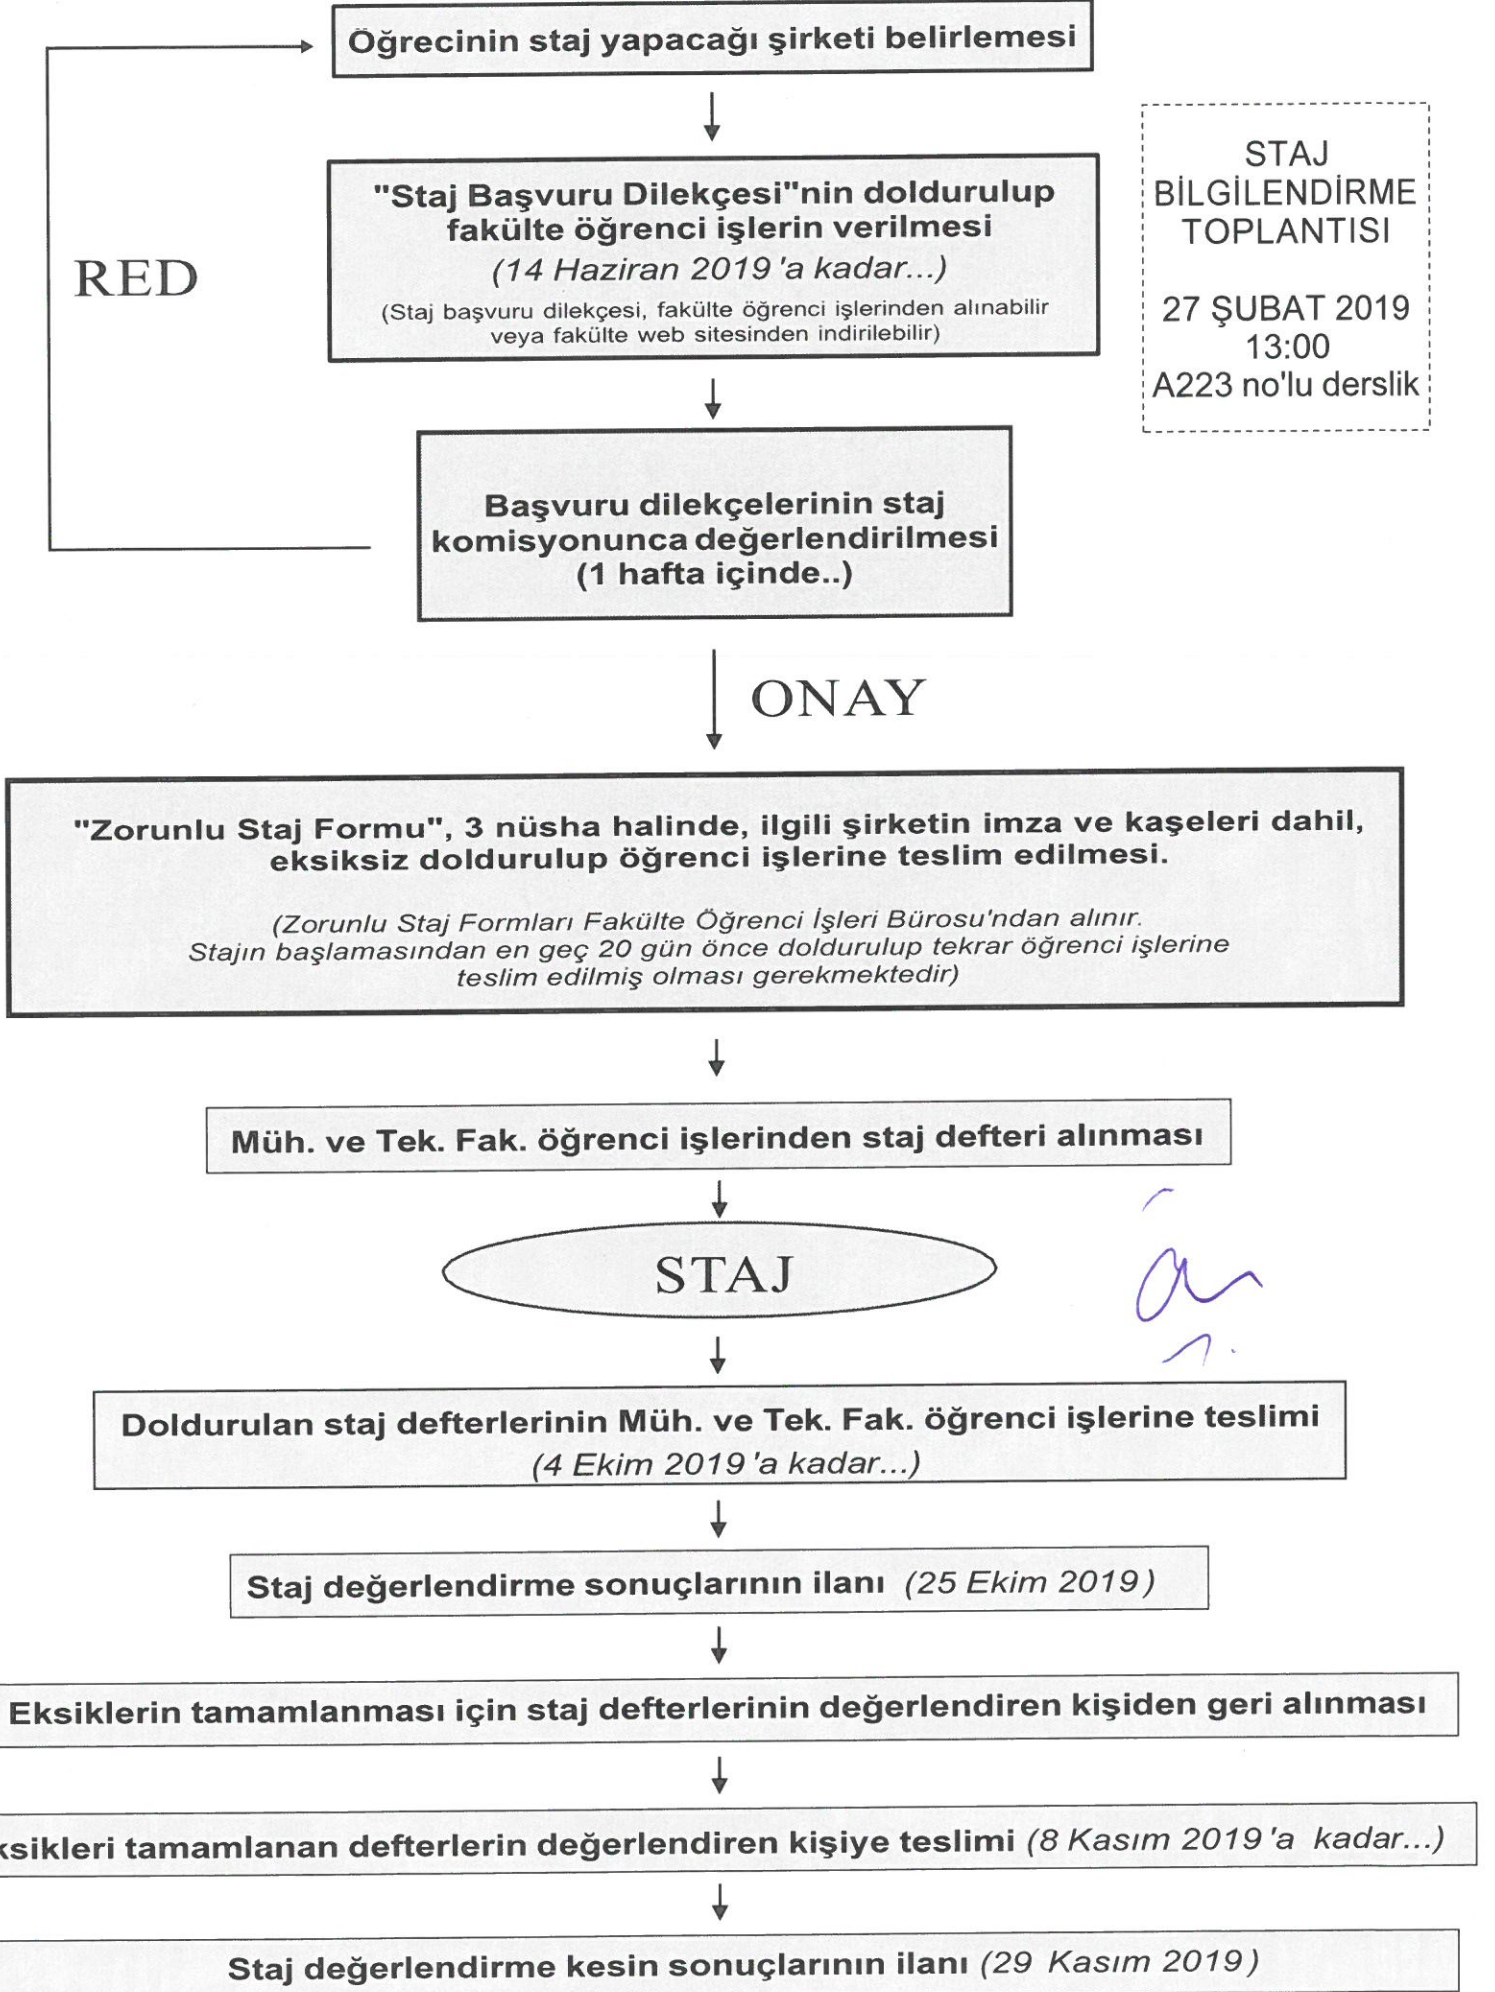 Öğrecinin staj yapacağı şirketi belirlemesi
"Staj Başvuru Dilekçesi"nin doldurulup
fakülte öğrenci işlerin verilmesi
(14 Haziran 2019 'a kadar...)
(Staj başvuru dilekçesi, fakülte öğrenci işlerinden alınabilir
veya fakülte web sitesinden indirilebilir)
STAJ
BİLGİLENDİRME
TOPLANTISI
27 ŞUBAT 2019
13:00
A223 no'lu derslik
RED
Başvuru dilekçelerinin staj
komisyonunca değerlendirilmesi
(1 hafta içinde..)
ONAY
"Zorunlu Staj Formu", 3 nüsha halinde, ilgili şirketin imza ve kaşeleri dahil,
eksiksiz doldurulup öğrenci işlerine teslim edilmesi.
(Zorunlu Staj Formları Fakülte Öğrenci İşleri Bürosu'ndan alınır.
Stajın başlamasından en geç 20 gün önce doldurulup tekrar öğrenci işlerine
teslim edilmiş olması gerekmektedir)
Müh. ve Tek. Fak. öğrenci işlerinden staj defteri alınması
STAJ
Doldurulan staj defterlerinin Müh. ve Tek. Fak. öğrenci işlerine teslimi
(4 Ekim 2019 'a kadar...)
Staj değerlendirme sonuçlarının ilanı (25 Ekim 2019)
Eksiklerin tamamlanması için staj defterlerinin değerlendiren kişiden geri alınması
ksikleri tamamlanan defterlerin değerlendiren kişiye teslimi (8 Kasım 2019 'a kadar...)
Staj değerlendirme kesin sonuçlarının ilanı (29 Kasım 2019)